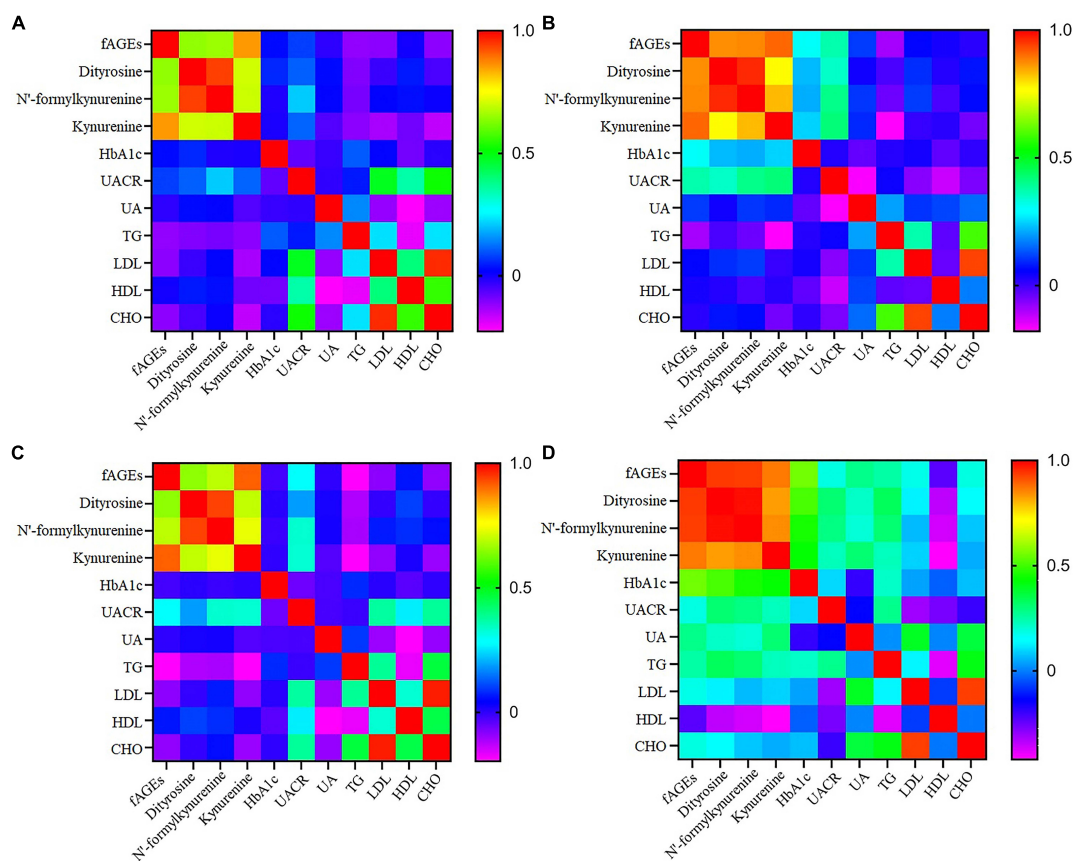 A
fAGEs
Dityrosine
N'-formylkynurenine
Kynurenine
HbA1c
UACR
UA
TG
LDL
HDL
CHO
fAGEs
Dityrosine
N'-formylkynurenine
Kynurenine
HbA1c
UACR
UA
TG
LDL
HDL
CHO
1.0
0.5
0
B
fAGEs
Dityrosine
N'-formylkynurenine
Kynurenine
HbA1c
UACR
UA
TG
LDL
HDL
CHO
fAGEs
Dityrosine
N'-formylkynurenine
Kynurenine
HbA1c
UACR
UA
TG
LDL
HDL
CHO
1.0
0.5
0
C
fAGEs
Dityrosine
N'-formylkynurenine
Kynurenine
HbA1c
UACR
UA
TG
LDL
HDL
CHO
fAGEs
Dityrosine
N'-formylkynurenine
Kynurenine
HbA1c
UACR
UA
TG
LDL
HDL
CHO
1.0
0.5
0
D
fAGEs
Dityrosine
N'-formylkynurenine
Kynurenine
HbA1c
UACR
UA
TG
LDL
HDL
CHO
fAGEs
Dityrosine
N'-formylkynurenine
Kynurenine
HbA1c
UACR
UA
TG
LDL
HDL
CHO
1.0
0.5
0